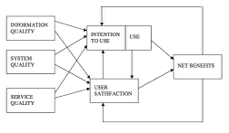 INFORMATION
QUALITY
INTENTION
TO USE
USE
SYSTEM
QUALITY
NET BENEFITS
USER
SATISFACTION
SERVICE
QUALITY